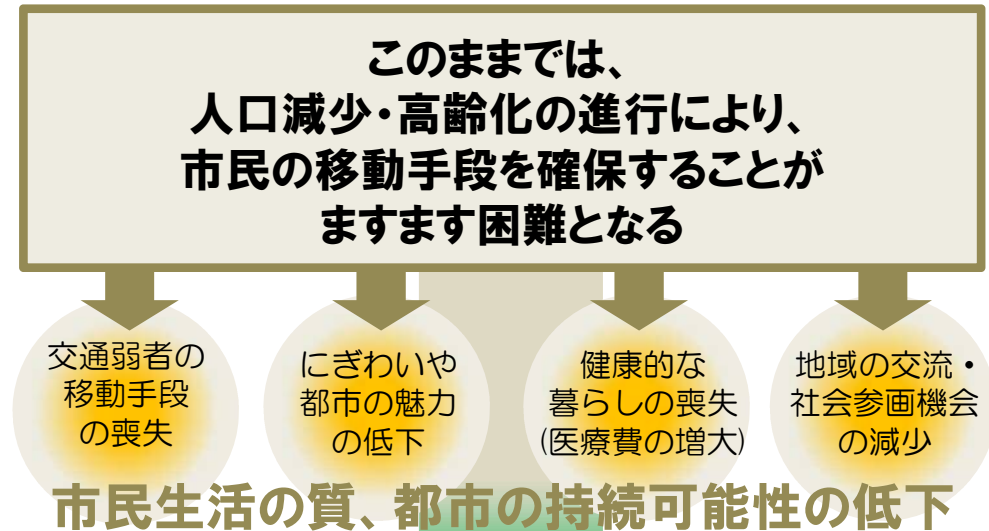 このままでは、
人口減少・高齢化の進行により、
市民の移動手段を確保することが
ますます困難となる
交通弱者の
移動手段
の喪失
にぎわいや
都市の魅力
の低下
健康的な
暮らしの喪失
(医療費の増大)
地域の交流・
社会参画機会
の減少
市民生活の質、都市の持続可能性の低下